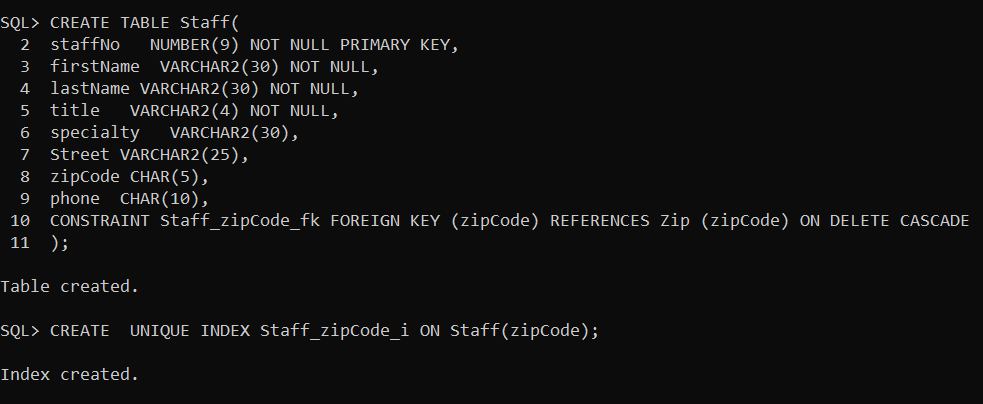 SQL> CREATE TABLE Staff(
  2  staffNo   NUMBER(9) NOT NULL PRIMARY KEY,
  3  firstName  VARCHAR2(30) NOT NULL,
  4  lastName VARCHAR2(30) NOT NULL,
  5  title   VARCHAR2(4) NOT NULL,
  6  specialty   VARCHAR2(30),
  7  Street VARCHAR2(25),
  8  zipCode CHAR(5),
  9  phone  CHAR(10),
 10  CONSTRAINT Staff_zipCode_fk FOREIGN KEY (zipCode) REFERENCES Zip (zipCode) ON DELETE CASCADE
 11  );
Table created.
SQL> CREATE  UNIQUE INDEX Staff_zipCode_i ON Staff(zipCode);
Index created.